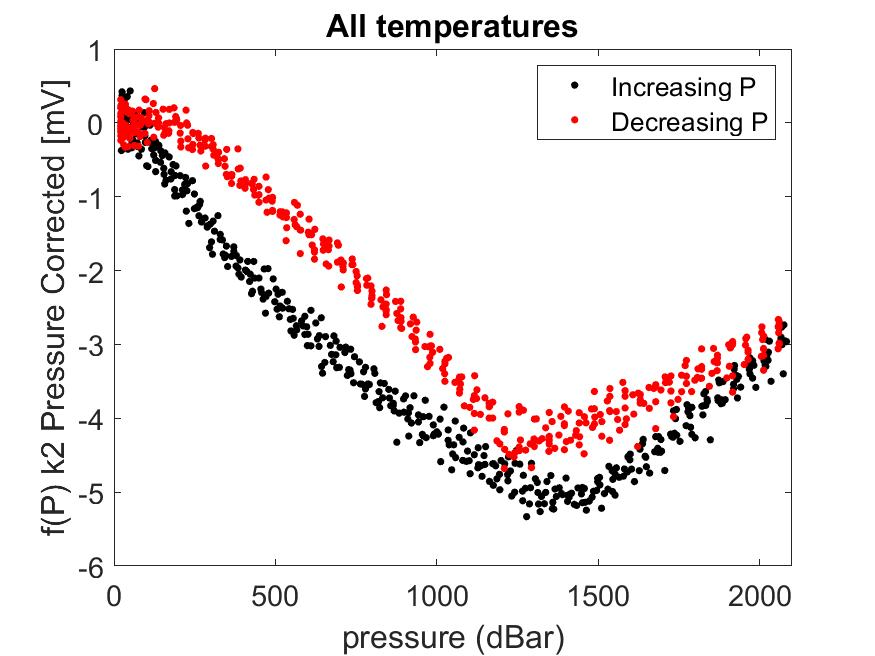 All temperatures
1
0
-1
-2
-3
-4
-5
-6
f(P) k2 Pressure Corrected [mV]
Increasing P
Decreasing P
0
500
1000
1500
2000
pressure (dBar)